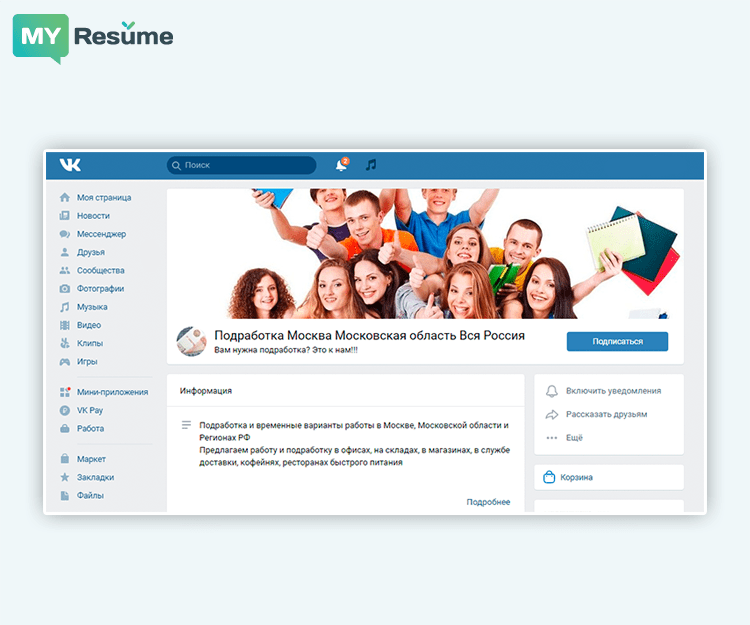 MY Resume
Поиск
2
Моя страница
Новости
Мессенджер
Друзья
Сообщества
Фотографии
Музыка
Видео
Клипы
Игры
Мини-приложения
VK Pay
Работа
Маркет
Закладки
Файлы
Подработка Москва Московская область Вся Россия
Вам нужна подработка? Это к нам!!!
Подписаться
Информация
Подработка и временные варианты работы в Москве, Московской области и
Регионах РФ
Предлагаем работу и подработку в офисах, на складах, в магазинах, в службе
доставки, кофейнях, ресторанах быстрого питания
Подробнее
Включить уведомления
Рассказать друзьям
Ещё
Корзина